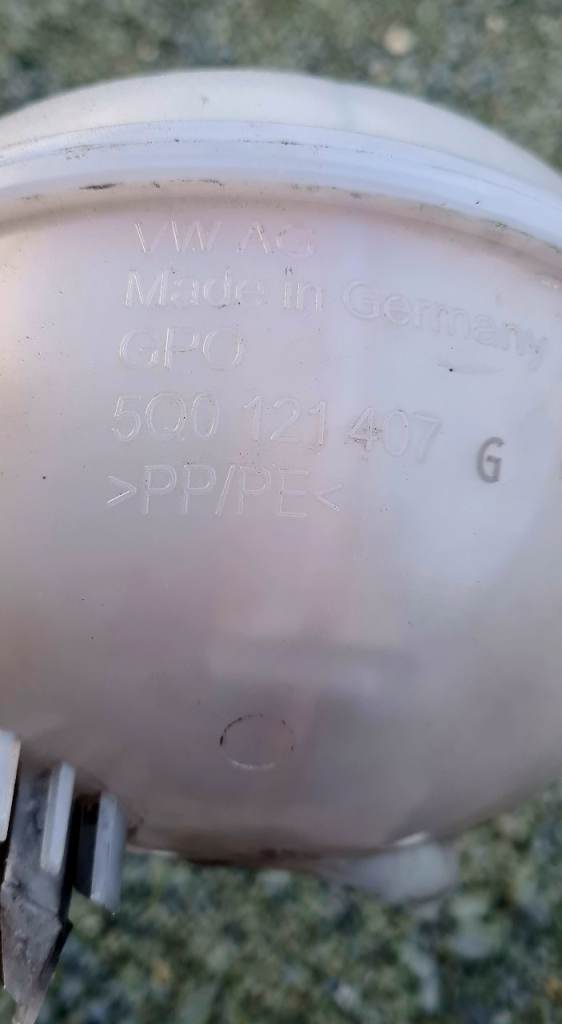 VW AG
Made in Germany
GPO
5Q0 121 407 G
>PP/PE<